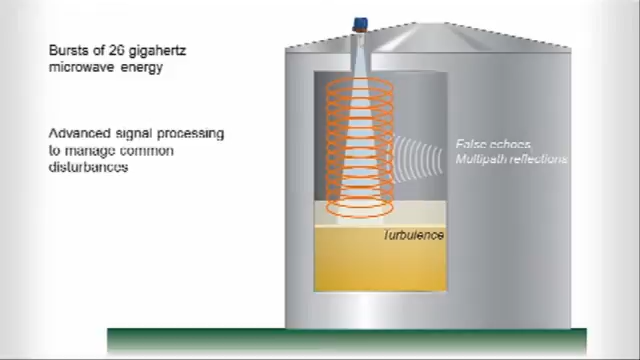 Bursts of 26 gigahertz
microwave energy
Advanced signal processing
to manage common
disturbances
False echoes,
Multipath reflections
Turbulence